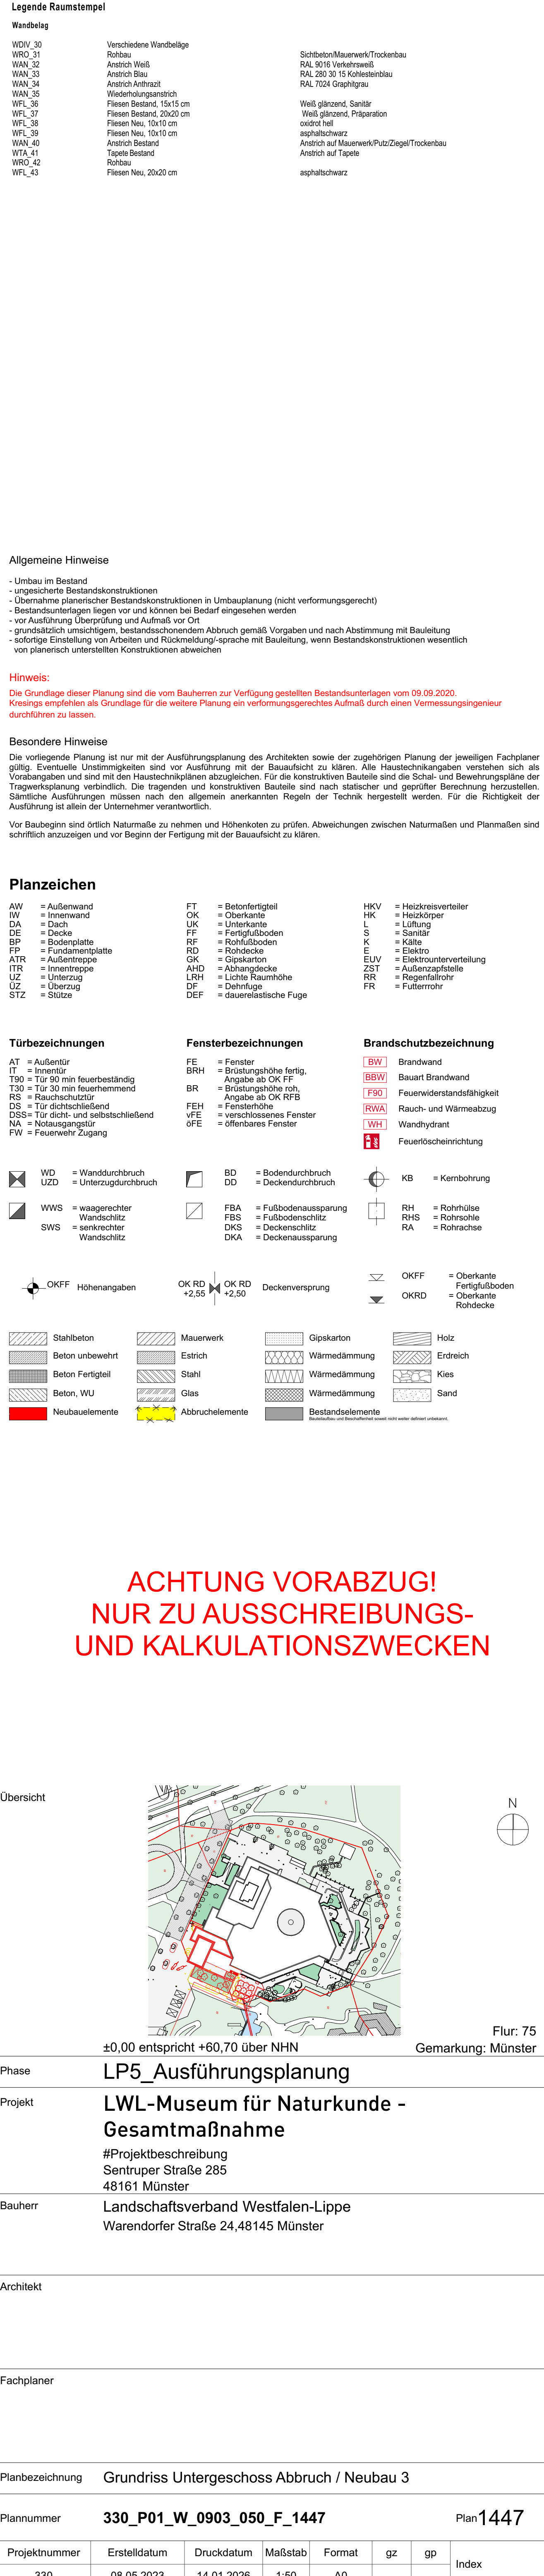 Legende Raumstempel
Wandbelag
WDIV_30 Verschiedene Wandbeläge
WRO_31 Rohbau Sichtbeton/Mauerwerk/Trockenbau
WAN_32 Anstrich Weiß RAL 9016 Verkehrsweiß
WAN_33 Anstrich Blau RAL 280 30 15 Kohlesteinblau
WAN_34 Anstrich Anthrazit RAL 7024 Graphitgrau
WAN_35 Wiederholungsanstrich
WFL_36 Fliesen Bestand, 15x15 cm Weiß glänzend, Sanitär
WFL_37 Fliesen Bestand, 20x20 cm Weiß glänzend, Präparation
WFL_38 Fliesen Neu, 10x10 cm oxidrot hell
WFL_39 Fliesen Neu, 10x10 cm asphaltschwarz
WAN_40 Anstrich Bestand Anstrich auf Mauerwerk/Putz/Ziegel/Trockenbau
WTA_41 Tapete Bestand Anstrich auf Tapete
WRO_42 Rohbau
WFL_43 Fliesen Neu, 20x20 cm asphaltschwarz
Allgemeine Hinweise
- Umbau im Bestand
- ungesicherte Bestandskonstruktionen
- Übernahme planerischer Bestandskonstruktionen in Umbauplanung (nicht verformungsgerecht)
- Bestandsunterlagen liegen vor und können bei Bedarf eingesehen werden
- vor Ausführung Überprüfung und Aufmaß vor Ort
- grundsätzlich umsichtigem, bestandsschonendem Abbruch gemäß Vorgaben und nach Abstimmung mit Bauleitung
- sofortige Einstellung von Arbeiten und Rückmeldung/-sprache mit Bauleitung, wenn Bestandskonstruktionen wesentlich
von planerisch unterstellten Konstruktionen abweichen
Hinweis:
Die Grundlage dieser Planung sind die vom Bauherren zur Verfügung gestellten Bestandsunterlagen vom 09.09.2020.
Kresings empfehlen als Grundlage für die weitere Planung ein verformungsgerechtes Aufmaß durch einen Vermessungsingenieur
durchführen zu lassen.
Besondere Hinweise
Die vorliegende Planung ist nur mit der Ausführungsplanung des Architekten sowie der zugehörigen Planung der jeweiligen Fachplaner
gültig. Eventuelle Unstimmigkeiten sind vor Ausführung mit der Bauaufsicht zu klären. Alle Haustechnikangaben verstehen sich als
Vorabangaben und sind mit den Haustechnikplänen abzugleichen. Für die konstruktiven Bauteile sind die Schal- und Bewehrungspläne der
Tragwerksplanung verbindlich. Die tragenden und konstruktiven Bauteile sind nach statischer und geprüfter Berechnung herzustellen.
Sämtliche Ausführungen müssen nach den allgemein anerkannten Regeln der Technik hergestellt werden. Für die Richtigkeit der
Ausführung ist allein der Unternehmer verantwortlich.
Vor Baubeginn sind örtlich Naturmaße zu nehmen und Höhenkoten zu prüfen. Abweichungen zwischen Naturmaßen und Planmaßen sind
schriftlich anzuzeigen und vor Beginn der Fertigung mit der Bauaufsicht zu klären.
Planzeichen
AW = Außenwand FT = Betonfertigteil HKV = Heizkreisverteiler
IW = Innenwand OK = Oberkante HK = Heizkörper
DA = Dach UK = Unterkante L = Lüftung
DE = Decke FF = Fertigfußboden S = Sanitär
BP = Bodenplatte RF = Rohfußboden K = Kälte
FP = Fundamentplatte RD = Rohdecke E = Elektro
ATR = Außentreppe GK = Gipskarton EUV = Elektrounterverteilung
ITR = Innentreppe AHD = Abhangdecke ZST = Außenzapfstelle
UZ = Unterzug LRH = Lichte Raumhöhe RR = Regenfallrohr
ÜZ = Überzug DF = Dehnfuge FR = Futterrrohr
STZ = Stütze DEF = dauerelastische Fuge
Türbezeichnungen Fensterbezeichnungen Brandschutzbezeichnung
AT = Außentür FE = Fenster BW Brandwand
IT = Innentür BRH = Brüstungshöhe fertig,
T90 = Tür 90 min feuerbeständig Angabe ab OK FF BBW Bauart Brandwand
T30 = Tür 30 min feuerhemmend BR = Brüstungshöhe roh,
RS = Rauchschutztür Angabe ab OK RFB F90 Feuerwiderstandsfähigkeit
DS = Tür dichtschließend FEH = Fensterhöhe RWA Rauch- und Wärmeabzug
DSS= Tür dicht- und selbstschließend vFE = verschlossenes Fenster
NA = Notausgangstür öFE = öffenbares Fenster WH Wandhydrant
FW = Feuerwehr Zugang
Feuerlöscheinrichtung
WD = Wanddurchbruch BD = Bodendurchbruch KB = Kernbohrung
UZD = Unterzugdurchbruch DD = Deckendurchbruch
WWS = waagerechter FBA = Fußbodenaussparung RH = Rohrhülse
Wandschlitz FBS = Fußbodenschlitz RHS = Rohrsohle
SWS = senkrechter DKS = Deckenschlitz RA = Rohrachse
Wandschlitz DKA = Deckenaussparung
OKFF Höhenangaben OK RD +2,55 OK RD +2,50 Deckenversprung OKFF = Oberkante
Fertigfußboden
OKRD = Oberkante
Rohdecke
Stahlbeton Mauerwerk Gipskarton Holz
Beton unbewehrt Estrich Wärmedämmung Erdreich
Beton Fertigteil Stahl Wärmedämmung Kies
Beton, WU Glas Wärmedämmung Sand
Neubauelemente Abbruchelemente Bestandselemente
Bauteilaufbau und Beschaffenheit soweit nicht weiter definiert unbekannt.
ACHTUNG VORABZUG!
NUR ZU AUSSCHREIBUNGS-
UND KALKULATIONSZWECKEN
Übersicht
N
Flur: 75
±0,00 entspricht +60,70 über NHN Gemarkung: Münster
Phase LP5_Ausführungsplanung
Projekt LWL-Museum für Naturkunde -
Gesamtmaßnahme
#Projektbeschreibung
Sentruper Straße 285
48161 Münster
Bauherr Landschaftsverband Westfalen-Lippe
Warendorfer Straße 24,48145 Münster
Architekt
Fachplaner
Planbezeichnung Grundriss Untergeschoss Abbruch / Neubau 3
Plannummer 330_P01_W_0903_050_F_1447 Plan 1447
Projektnummer Erstelldatum Druckdatum Maßstab Format gz gp Index
330 08.05.2023 14.01.2026 1:50 A0